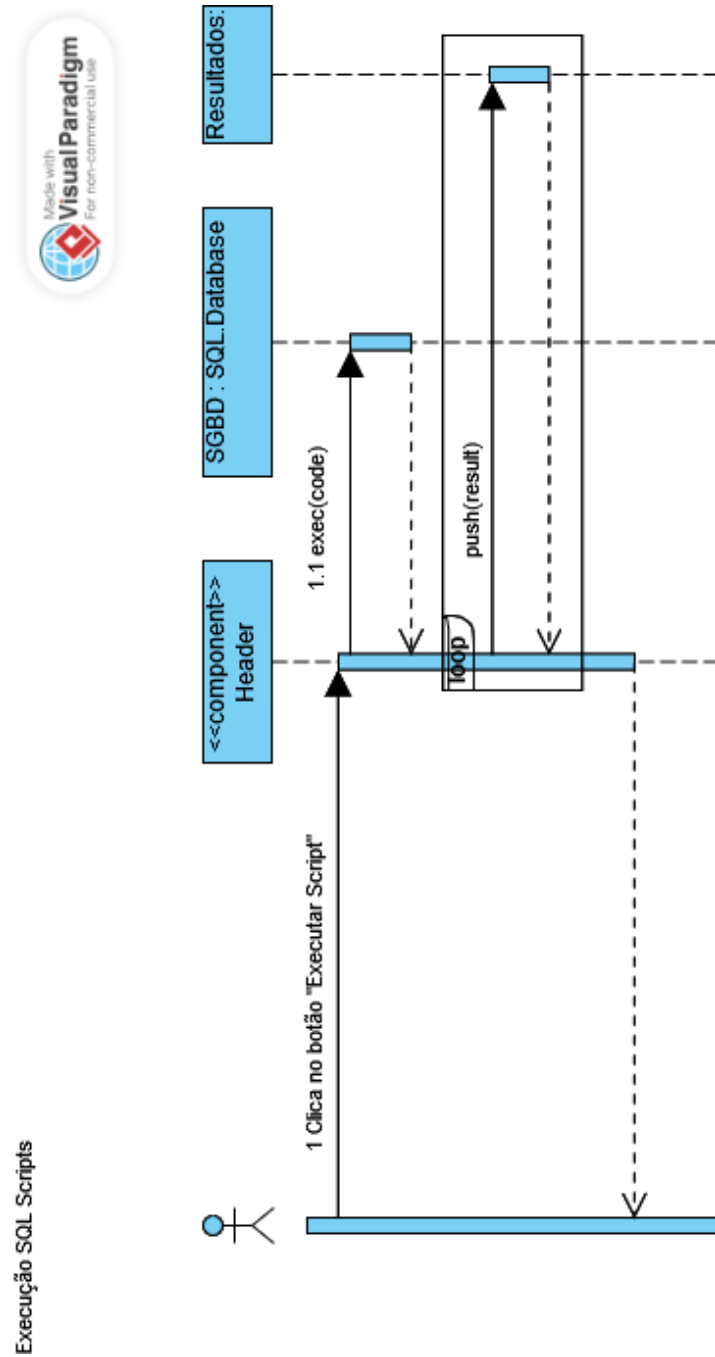 Execução SQL Scripts
Made with
Visual Paradigm
For non-commercial use
<<component>>
Header
SGBD : SQL.Database
Resultados:
1 Clica no botão "Executar Script"
1.1 exec(code)
loop
push(result)